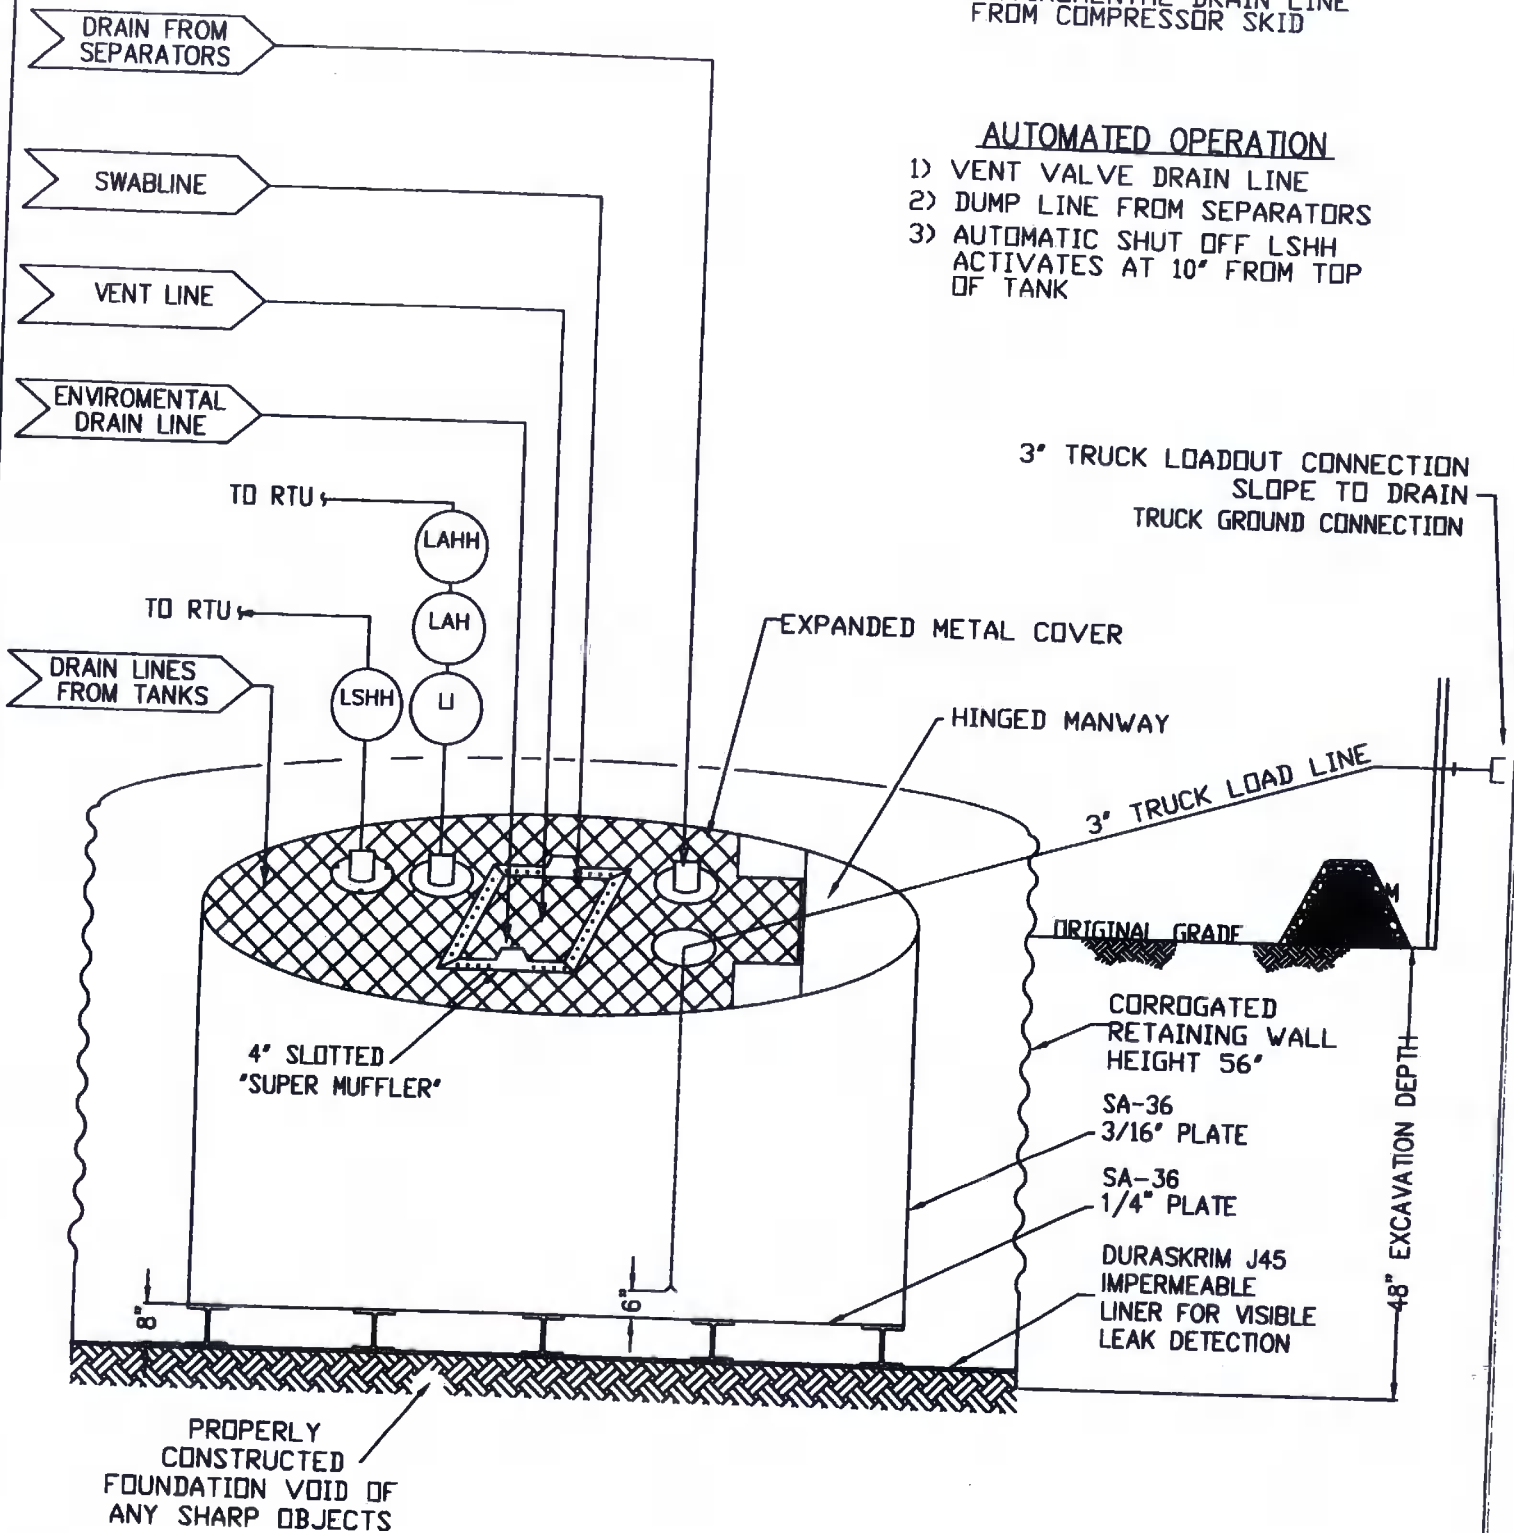 DRAIN LINE
FROM COMPRESSOR SKID
DRAIN FROM
SEPARATORS
SWABLINE
VENT LINE
ENVIROMENTAL
DRAIN LINE
AUTOMATED OPERATION
1) VENT VALVE DRAIN LINE
2) DUMP LINE FROM SEPARATORS
3) AUTOMATIC SHUT OFF LSHH
ACTIVATES AT 10" FROM TOP
OF TANK
3" TRUCK LOADOUT CONNECTION
SLOPE TO DRAIN
TRUCK GROUND CONNECTION
TO RTU
LAHH
LAH
LI
TO RTU
LSHH
DRAIN LINES
FROM TANKS
EXPANDED METAL COVER
HINGED MANWAY
3" TRUCK LOAD LINE
ORIGINAL GRADE
4" SLOTTED
"SUPER MUFFLER"
CORROGATED
RETAINING WALL
HEIGHT 56"
SA-36
3/16" PLATE
SA-36
1/4" PLATE
DURASKRIM J45
IMPERMEABLE
LINER FOR VISIBLE
LEAK DETECTION
48" EXCAVATION DEPTH
8"
6"
PROPERLY
CONSTRUCTED
FOUNDATION VOID OF
ANY SHARP OBJECTS